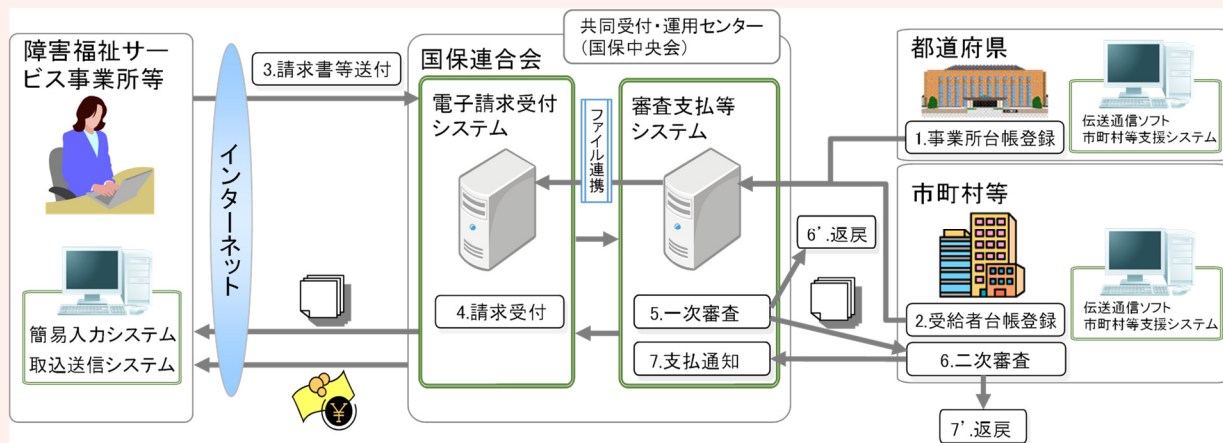 共同受付・運用センター
（国保中央会）
障害福祉サー
ビス事業所等
3.請求書等送付
インターネット
簡易入力システム
取込送信システム
¥
国保連合会
電子請求受付
システム
4.請求受付
ファイル連携
審査支払等
システム
5.一次審査
7.支払通知
6’.返戻
都道府県
1.事業所台帳登録
伝送通信ソフト
市町村等支援システム
市町村等
2.受給者台帳登録
伝送通信ソフト
市町村等支援システム
6.二次審査
7’.返戻